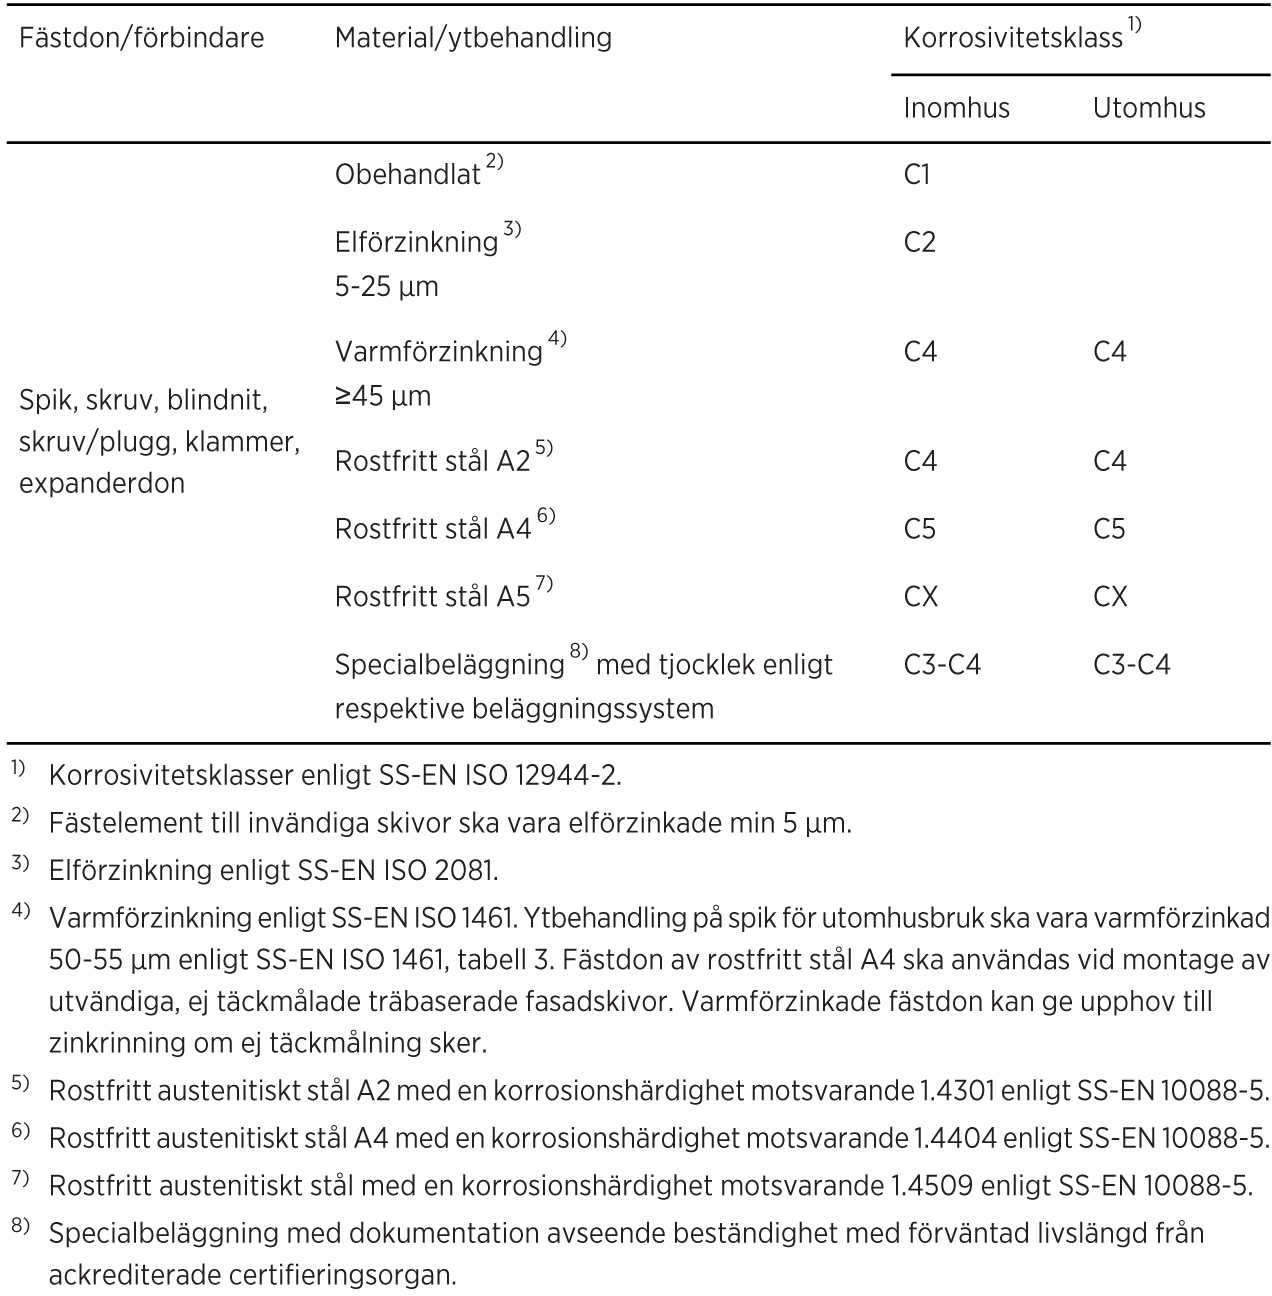 Fästdon/förbindare Material/ytbehandling Korrosivitetsklass 1)
Inomhus Utomhus
Obehandlat 2) C1
Elförzinkning 3) C2
5-25 µm
Varmförzinkning 4) C4 C4
≥45 µm
Spik, skruv, blindnit,
skruv/plugg, klammer,
expanderdon
Rostfritt stål A2 5) C4 C4
Rostfritt stål A4 6) C5 C5
Rostfritt stål A5 7) CX CX
Specialbeläggning 8) med tjocklek enligt C3-C4 C3-C4
respektive beläggningssystem
1) Korrosivitetsklasser enligt SS-EN ISO 12944-2.
2) Fästelement till invändiga skivor ska vara elförzinkade min 5 µm.
3) Elförzinkning enligt SS-EN ISO 2081.
4) Varmförzinkning enligt SS-EN ISO 1461. Ytbehandling på spik för utomhusbruk ska vara varmförzinkad
50-55 µm enligt SS-EN ISO 1461, tabell 3. Fästdon av rostfritt stål A4 ska användas vid montage av
utvändiga, ej täckmålade träbaserade fasadskivor. Varmförzinkade fästdon kan ge upphov till
zinkrinning om ej täckmålning sker.
5) Rostfritt austenitiskt stål A2 med en korrosionshärdighet motsvarande 1.4301 enligt SS-EN 10088-5.
6) Rostfritt austenitiskt stål A4 med en korrosionshärdighet motsvarande 1.4404 enligt SS-EN 10088-5.
7) Rostfritt austenitiskt stål med en korrosionshärdighet motsvarande 1.4509 enligt SS-EN 10088-5.
8) Specialbeläggning med dokumentation avseende beständighet med förväntad livslängd från
ackrediterade certifieringsorgan.